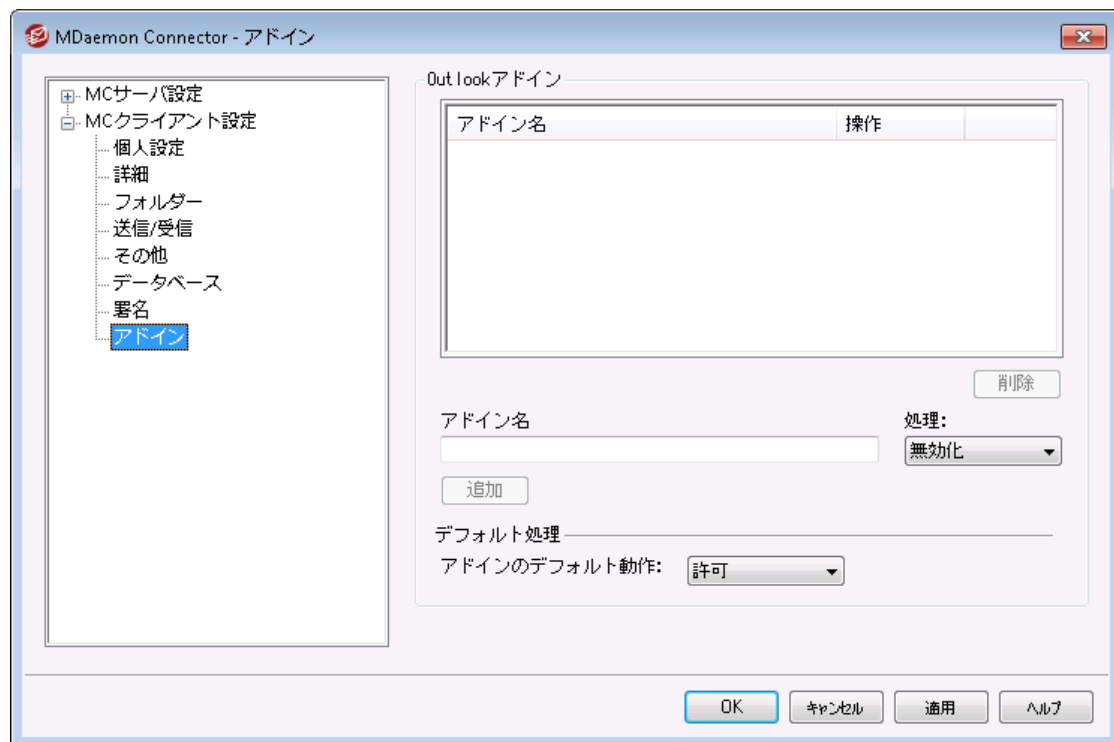 MDaemon Connector - アドイン
MCサーバ設定
MCクライアント設定
個人設定
詳細
フォルダー
送信/受信
その他
データベース
署名
アドイン
Outlookアドイン
アドイン名 操作
削除
アドイン名 処理:
無効化
追加
デフォルト処理
アドインのデフォルト動作: 許可
OK キャンセル 適用 ヘルプ